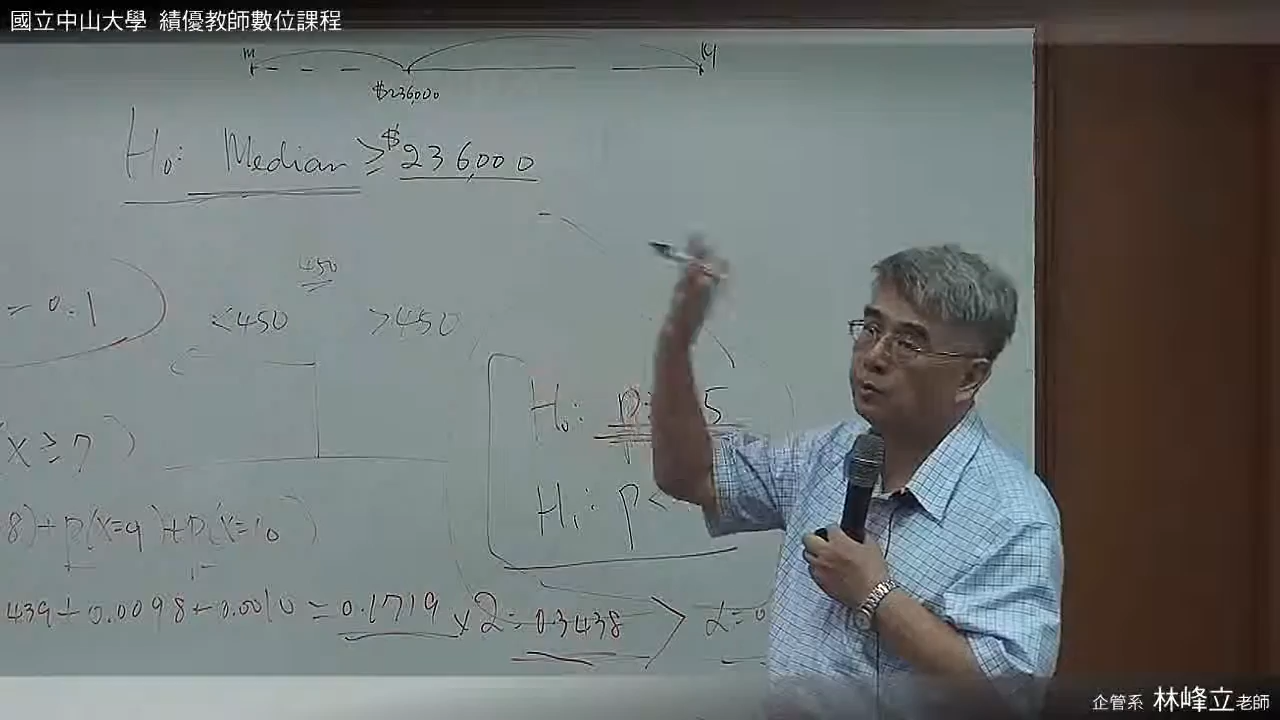 國立中山大學 績優教師數位課程
m M
$236,000
H₀: Median ≥ $236,000
450
= 0.1
≤450 >450
H₀: p 5
(X ≥ 7)
H₁: p <
8) + P(X=9) + P(X=10)
439 + 0.0098 + 0.0010 = 0.1719 × 2 = 0.3438 > α = 0
企管系 林峰立老師